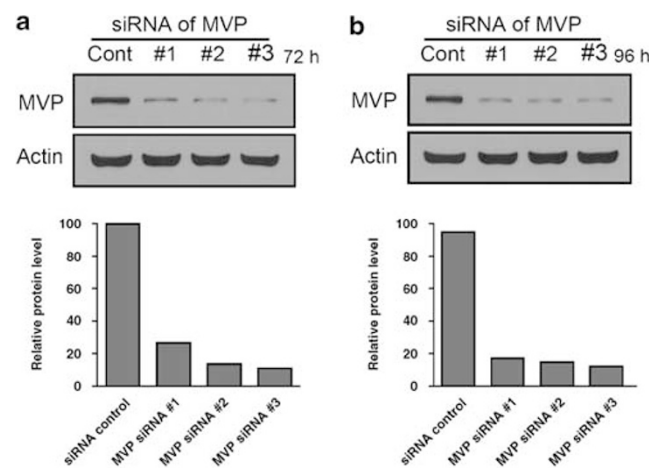 a
siRNA of MVP
Cont #1 #2 #3 72 h
MVP
Actin
Relative protein level
100
80
60
40
20
0
siRNA control
MVP siRNA #1
MVP siRNA #2
MVP siRNA #3
b
siRNA of MVP
Cont #1 #2 #3 96 h
MVP
Actin
Relative protein level
100
80
60
40
20
0
siRNA control
MVP siRNA #1
MVP siRNA #2
MVP siRNA #3